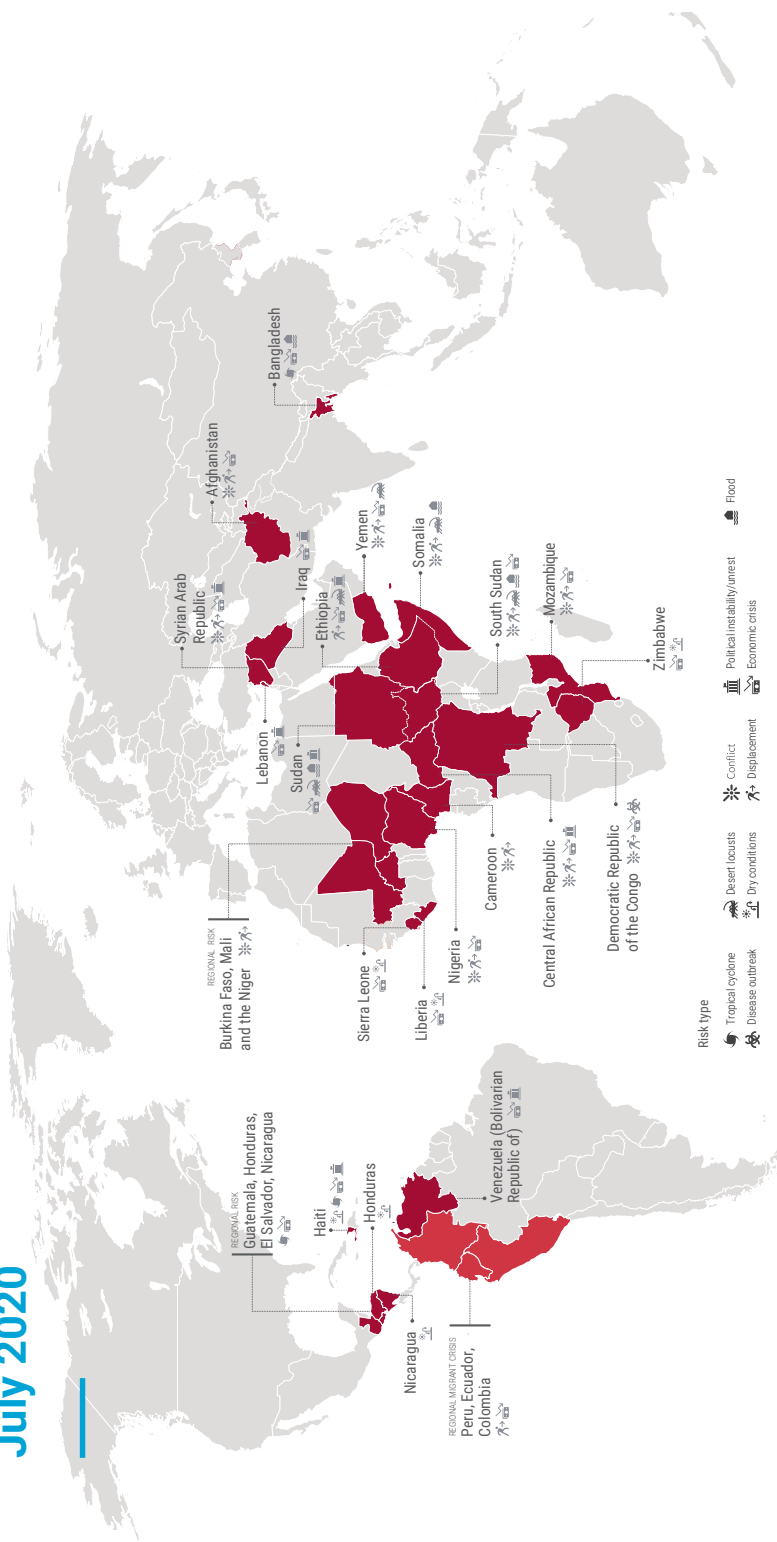 July 2020
REGIONAL RISK
Guatemala, Honduras,
El Salvador, Nicaragua
Haiti
Honduras
Nicaragua
REGIONAL MIGRANT CRISIS
Peru, Ecuador,
Colombia
Venezuela (Bolivarian
Republic of)
REGIONAL RISK
Burkina Faso, Mali
and the Niger
Sierra Leone
Liberia
Nigeria
Cameroon
Central African Republic
Democratic Republic
of the Congo
Lebanon
Sudan
Syrian Arab
Republic
Iraq
Ethiopia
Afghanistan
Yemen
Somalia
South Sudan
Mozambique
Zimbabwe
Bangladesh
Risk type
Tropical cyclone
Disease outbreak
Desert locusts
Dry conditions
Conflict
Displacement
Political instability/unrest
Economic crisis
Flood